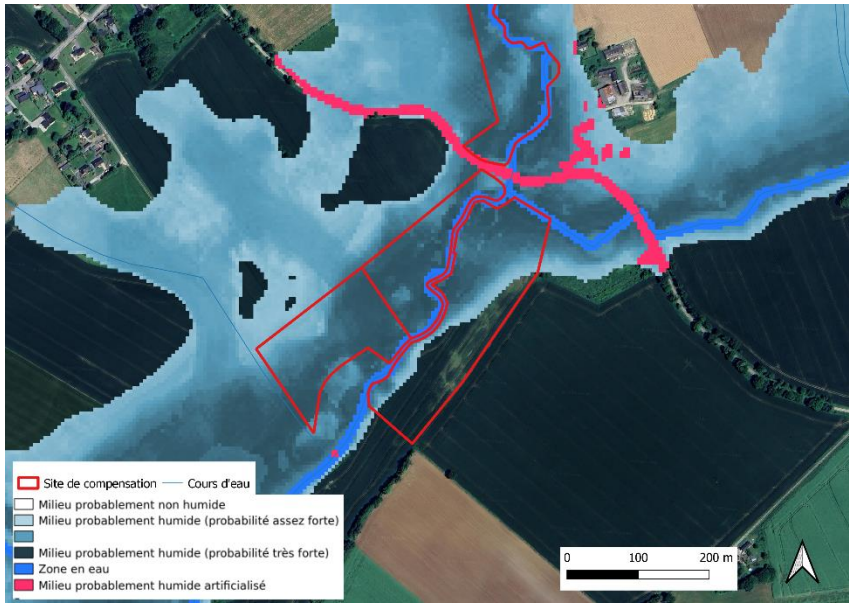 Site de compensation
Cours d'eau
Milieu probablement non humide
Milieu probablement humide (probabilité assez forte)
Milieu probablement humide (probabilité très forte)
Zone en eau
Milieu probablement humide artificialisé
0 100 200 m